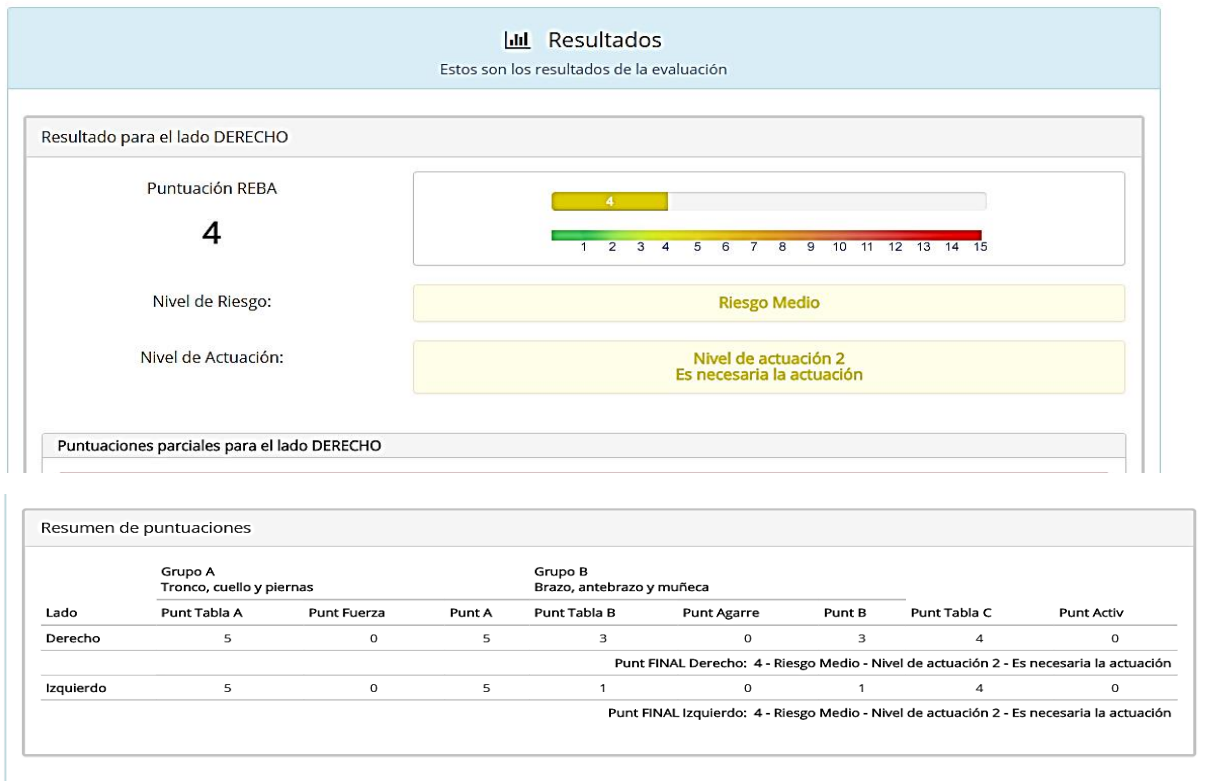 Resultados
Estos son los resultados de la evaluación
Resultado para el lado DERECHO
Puntuación REBA
4
4
1 2 3 4 5 6 7 8 9 10 11 12 13 14 15
Nivel de Riesgo:
Riesgo Medio
Nivel de Actuación:
Nivel de actuación 2
Es necesaria la actuación
Puntuaciones parciales para el lado DERECHO
Resumen de puntuaciones
Grupo A Grupo B
Tronco, cuello y piernas Brazo, antebrazo y muñeca
Lado Punt Tabla A Punt Fuerza Punt A Punt Tabla B Punt Agarre Punt B Punt Tabla C Punt Activ
Derecho 5 0 5 3 0 3 4 0
Punt FINAL Derecho: 4 - Riesgo Medio - Nivel de actuación 2 - Es necesaria la actuación
Izquierdo 5 0 5 1 0 1 4 0
Punt FINAL Izquierdo: 4 - Riesgo Medio - Nivel de actuación 2 - Es necesaria la actuación